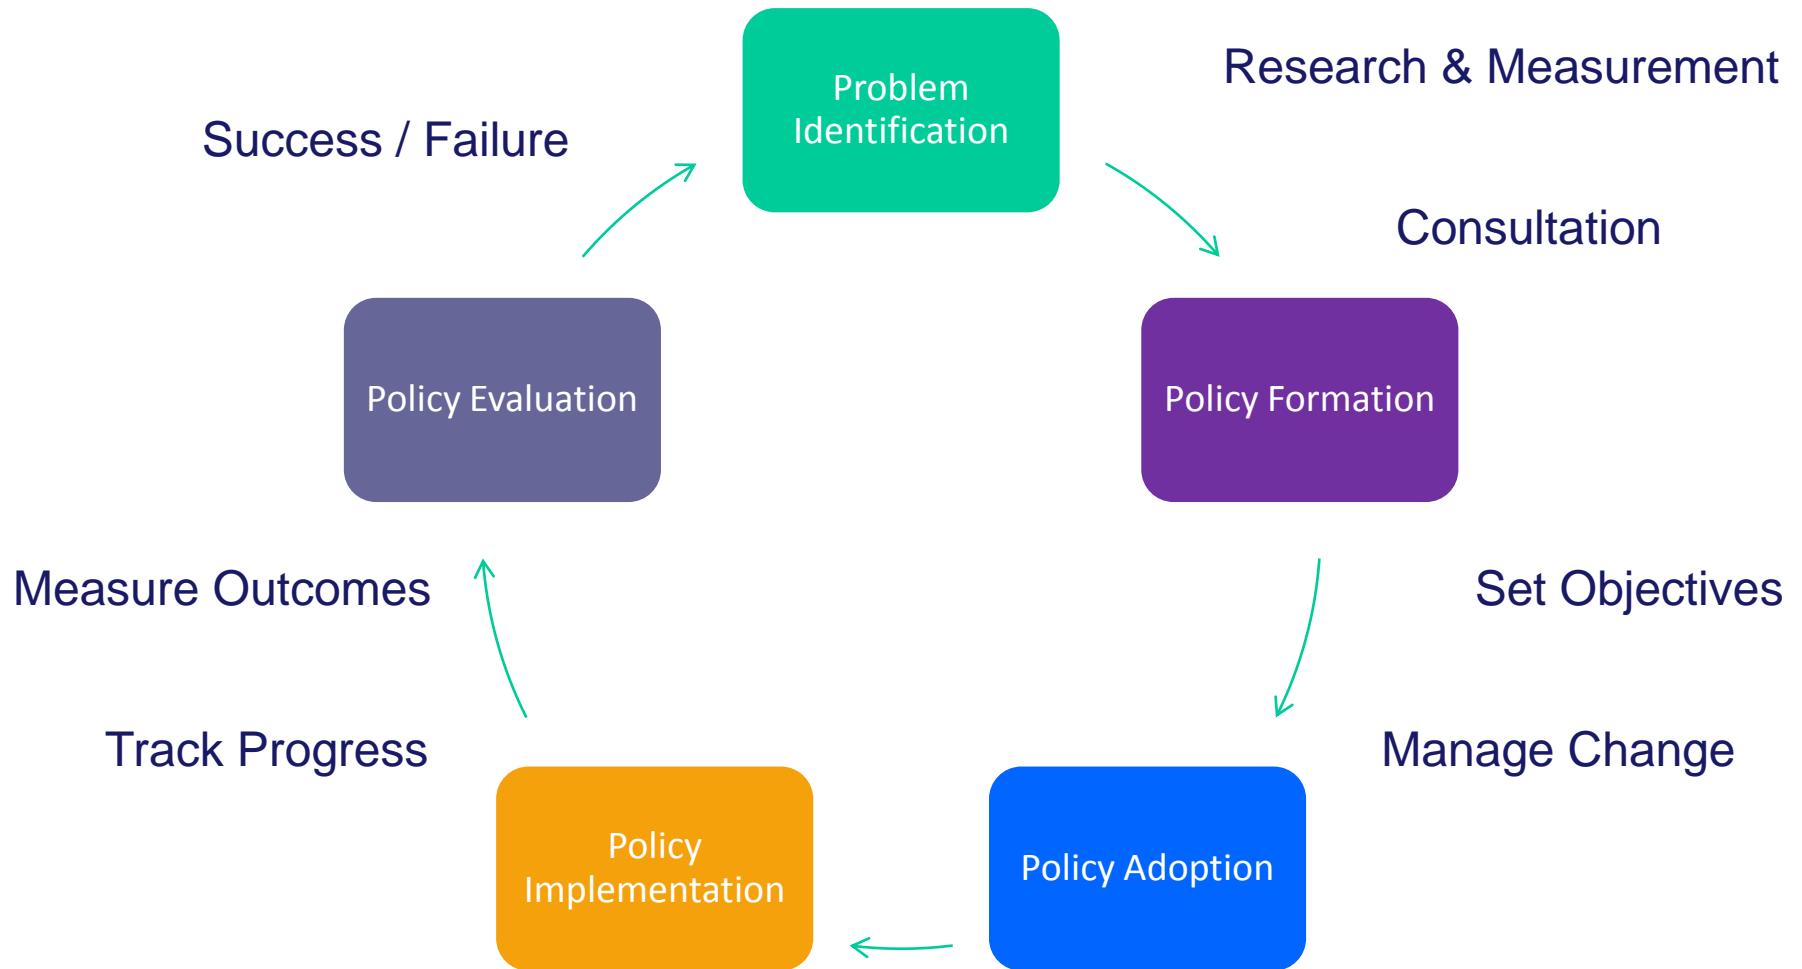 Problem
Identification
Research & Measurement
Success / Failure
Consultation
Policy Evaluation
Policy Formation
Measure Outcomes
Set Objectives
Track Progress
Manage Change
Policy
Implementation
Policy Adoption